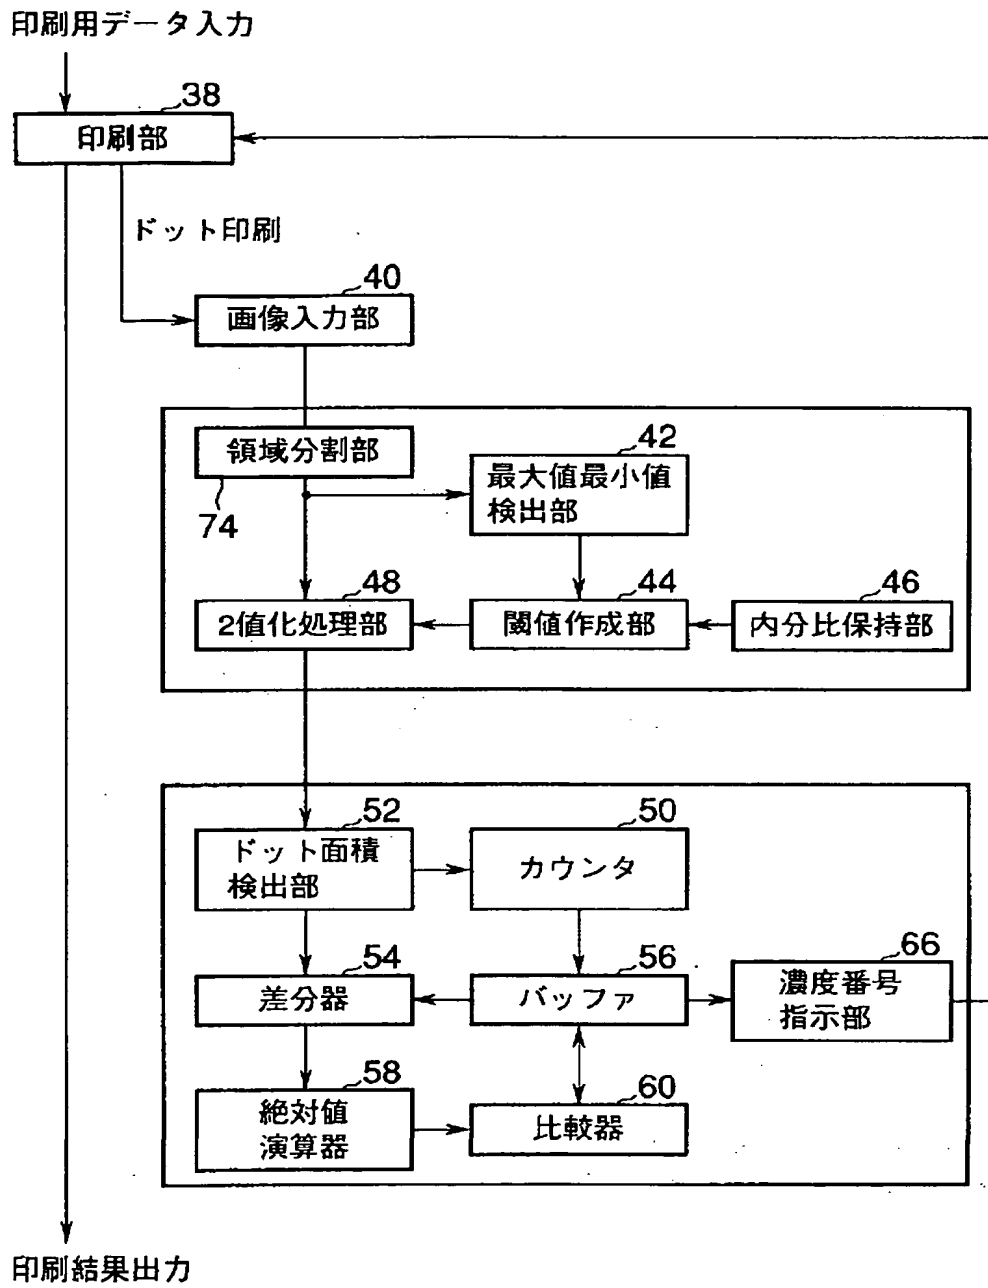 印刷用データ入力
38
印刷部
ドット印刷
40
画像入力部
領域分割部
74
42
最大値最小値
検出部
48
2値化処理部
44
閾値作成部
46
内分比保持部
52
ドット面積
検出部
50
カウンタ
54
差分器
56
バッファ
66
濃度番号
指示部
58
絶対値
演算器
60
比較器
印刷結果出力